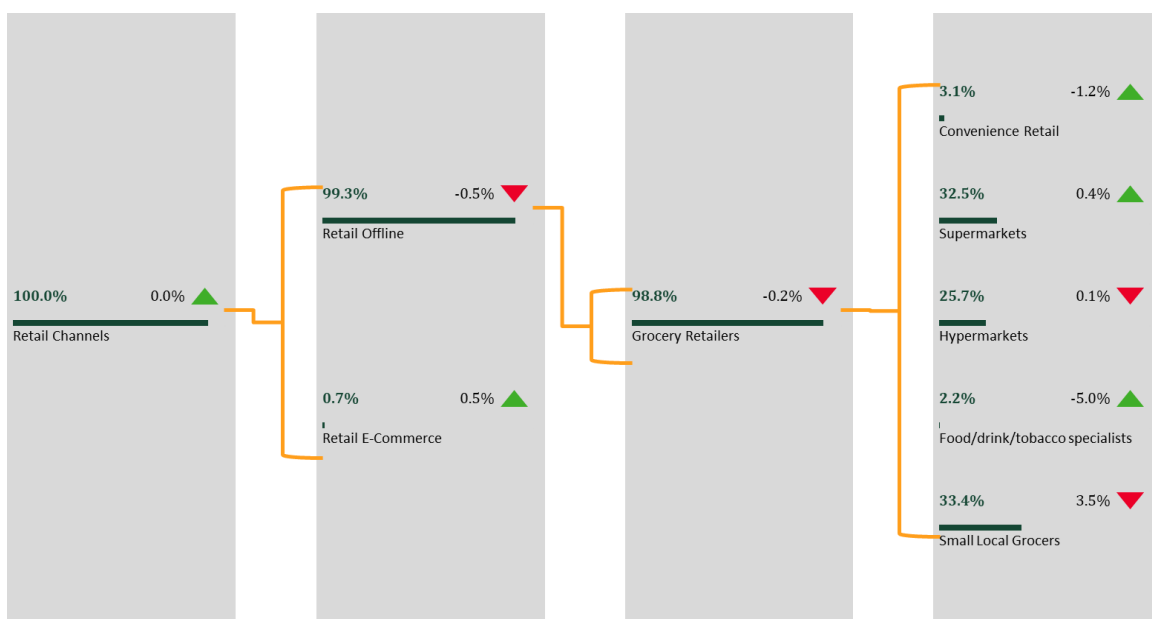 100.0% 0.0%
Retail Channels
99.3% -0.5%
Retail Offline
0.7% 0.5%
Retail E-Commerce
98.8% -0.2%
Grocery Retailers
3.1% -1.2%
Convenience Retail
32.5% 0.4%
Supermarkets
25.7% 0.1%
Hypermarkets
2.2% -5.0%
Food/drink/tobacco specialists
33.4% 3.5%
Small Local Grocers